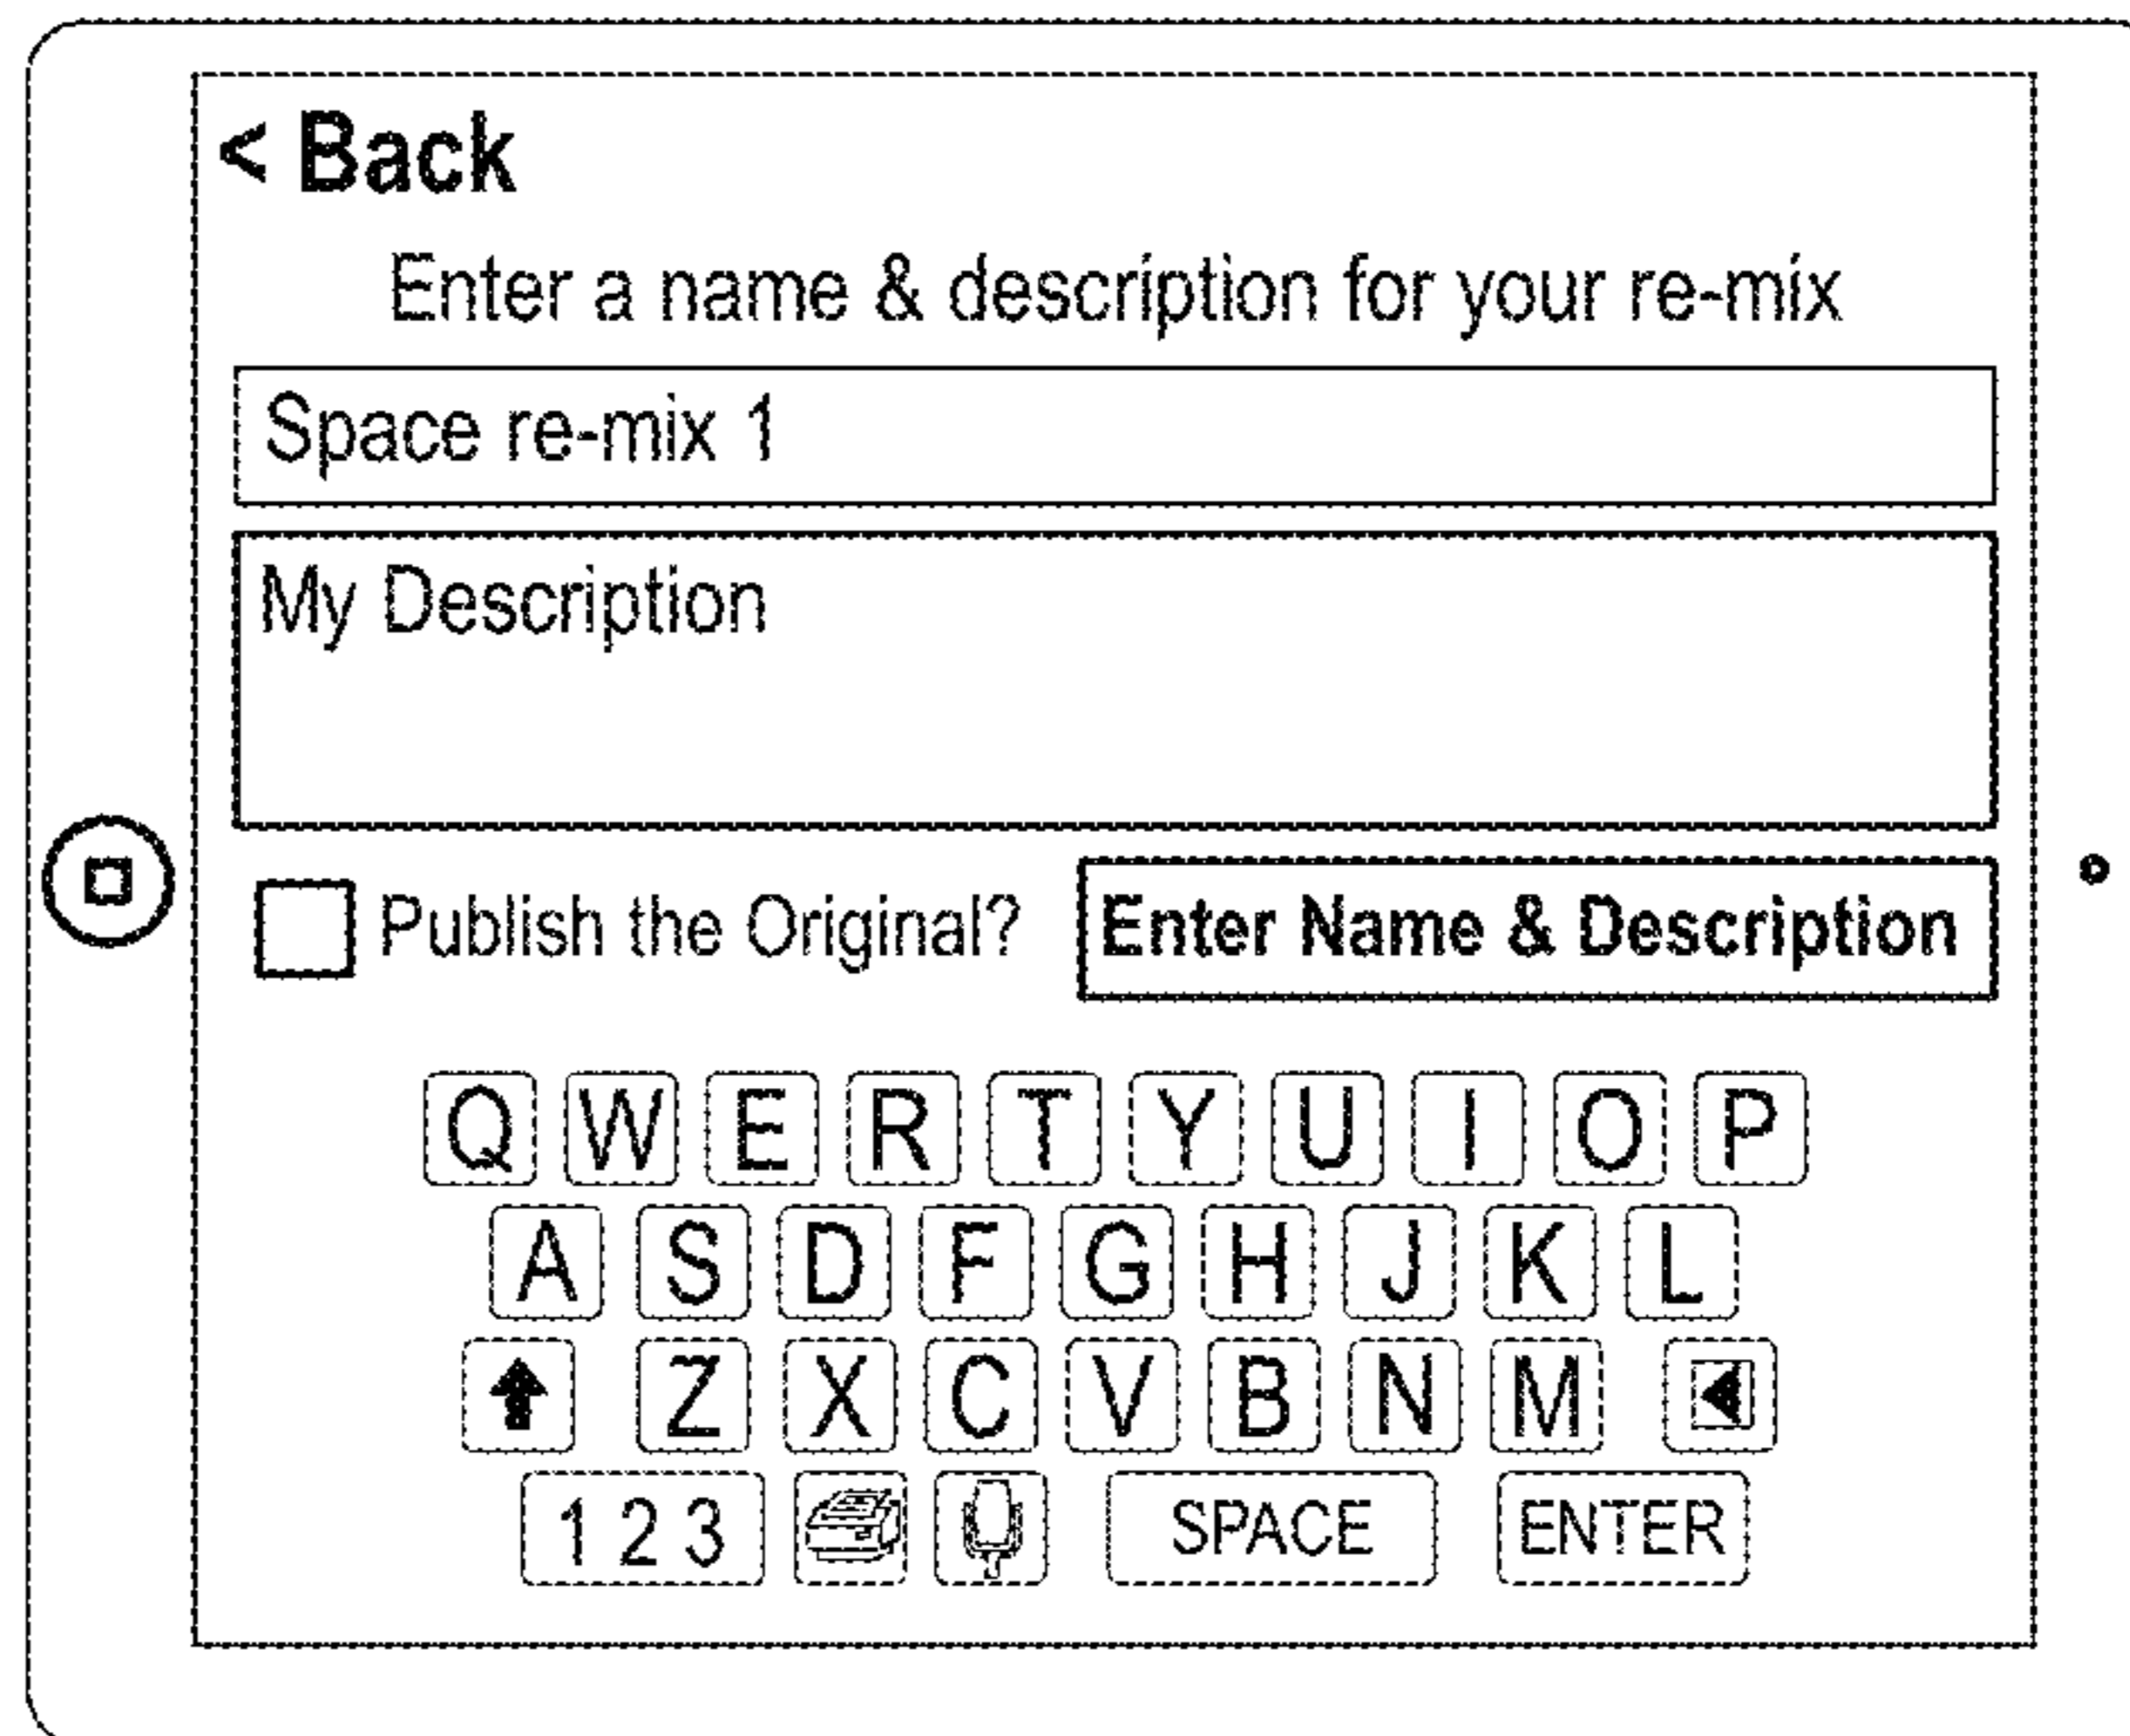 < Back
Enter a name & description for your re-mix
Space re-mix 1
My Description
Publish the Original? Enter Name & Description
Q W E R T Y U I O P
A S D F G H J K L
Z X C V B N M
1 2 3 SPACE ENTER